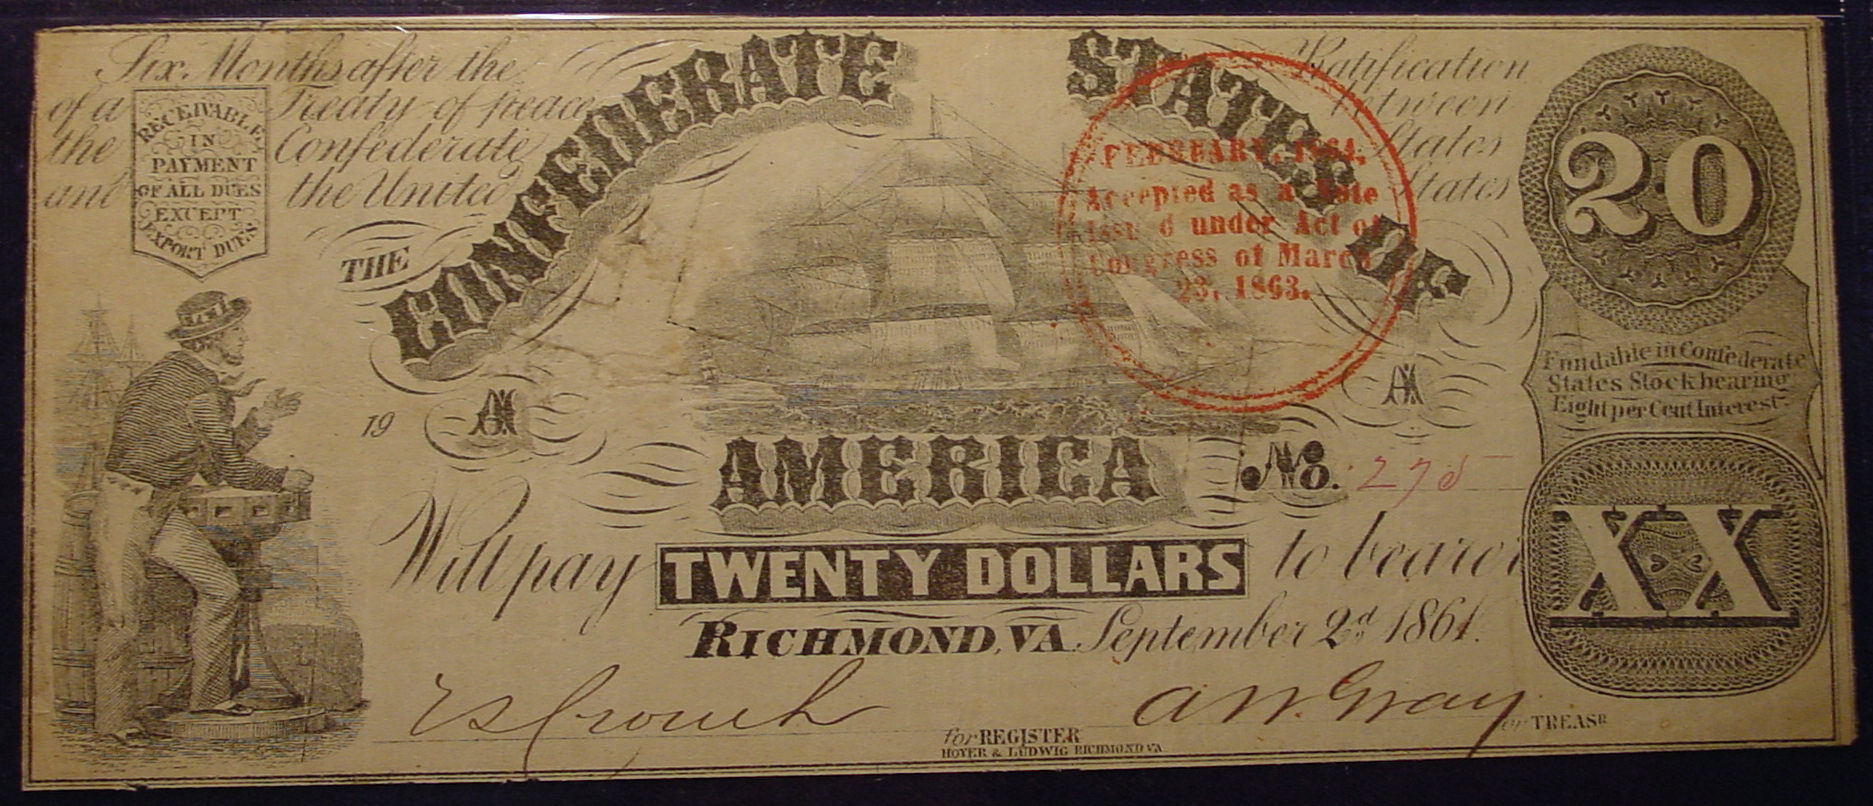 Six Months after the Ratification
of a Treaty of peace between
the Confederate States
and the United States
RECEIVABLE
IN
PAYMENT
OF ALL DUES
EXCEPT
EXPORT DUES
THE
CONFEDERATE STATES OF
AMERICA
FEBRUARY, 1864.
Accepted as a Note
Issued under Act of
Congress of March
23, 1863.
20
Fundable in Confederate
States Stock bearing
Eight per Cent Interest
19 A A
No. 275
Will pay TWENTY DOLLARS to bearer
XX
RICHMOND, VA September 2d 1861.
A W. Gray
for REGISTER
for TREASR
HOYER & LUDWIG RICHMOND VA